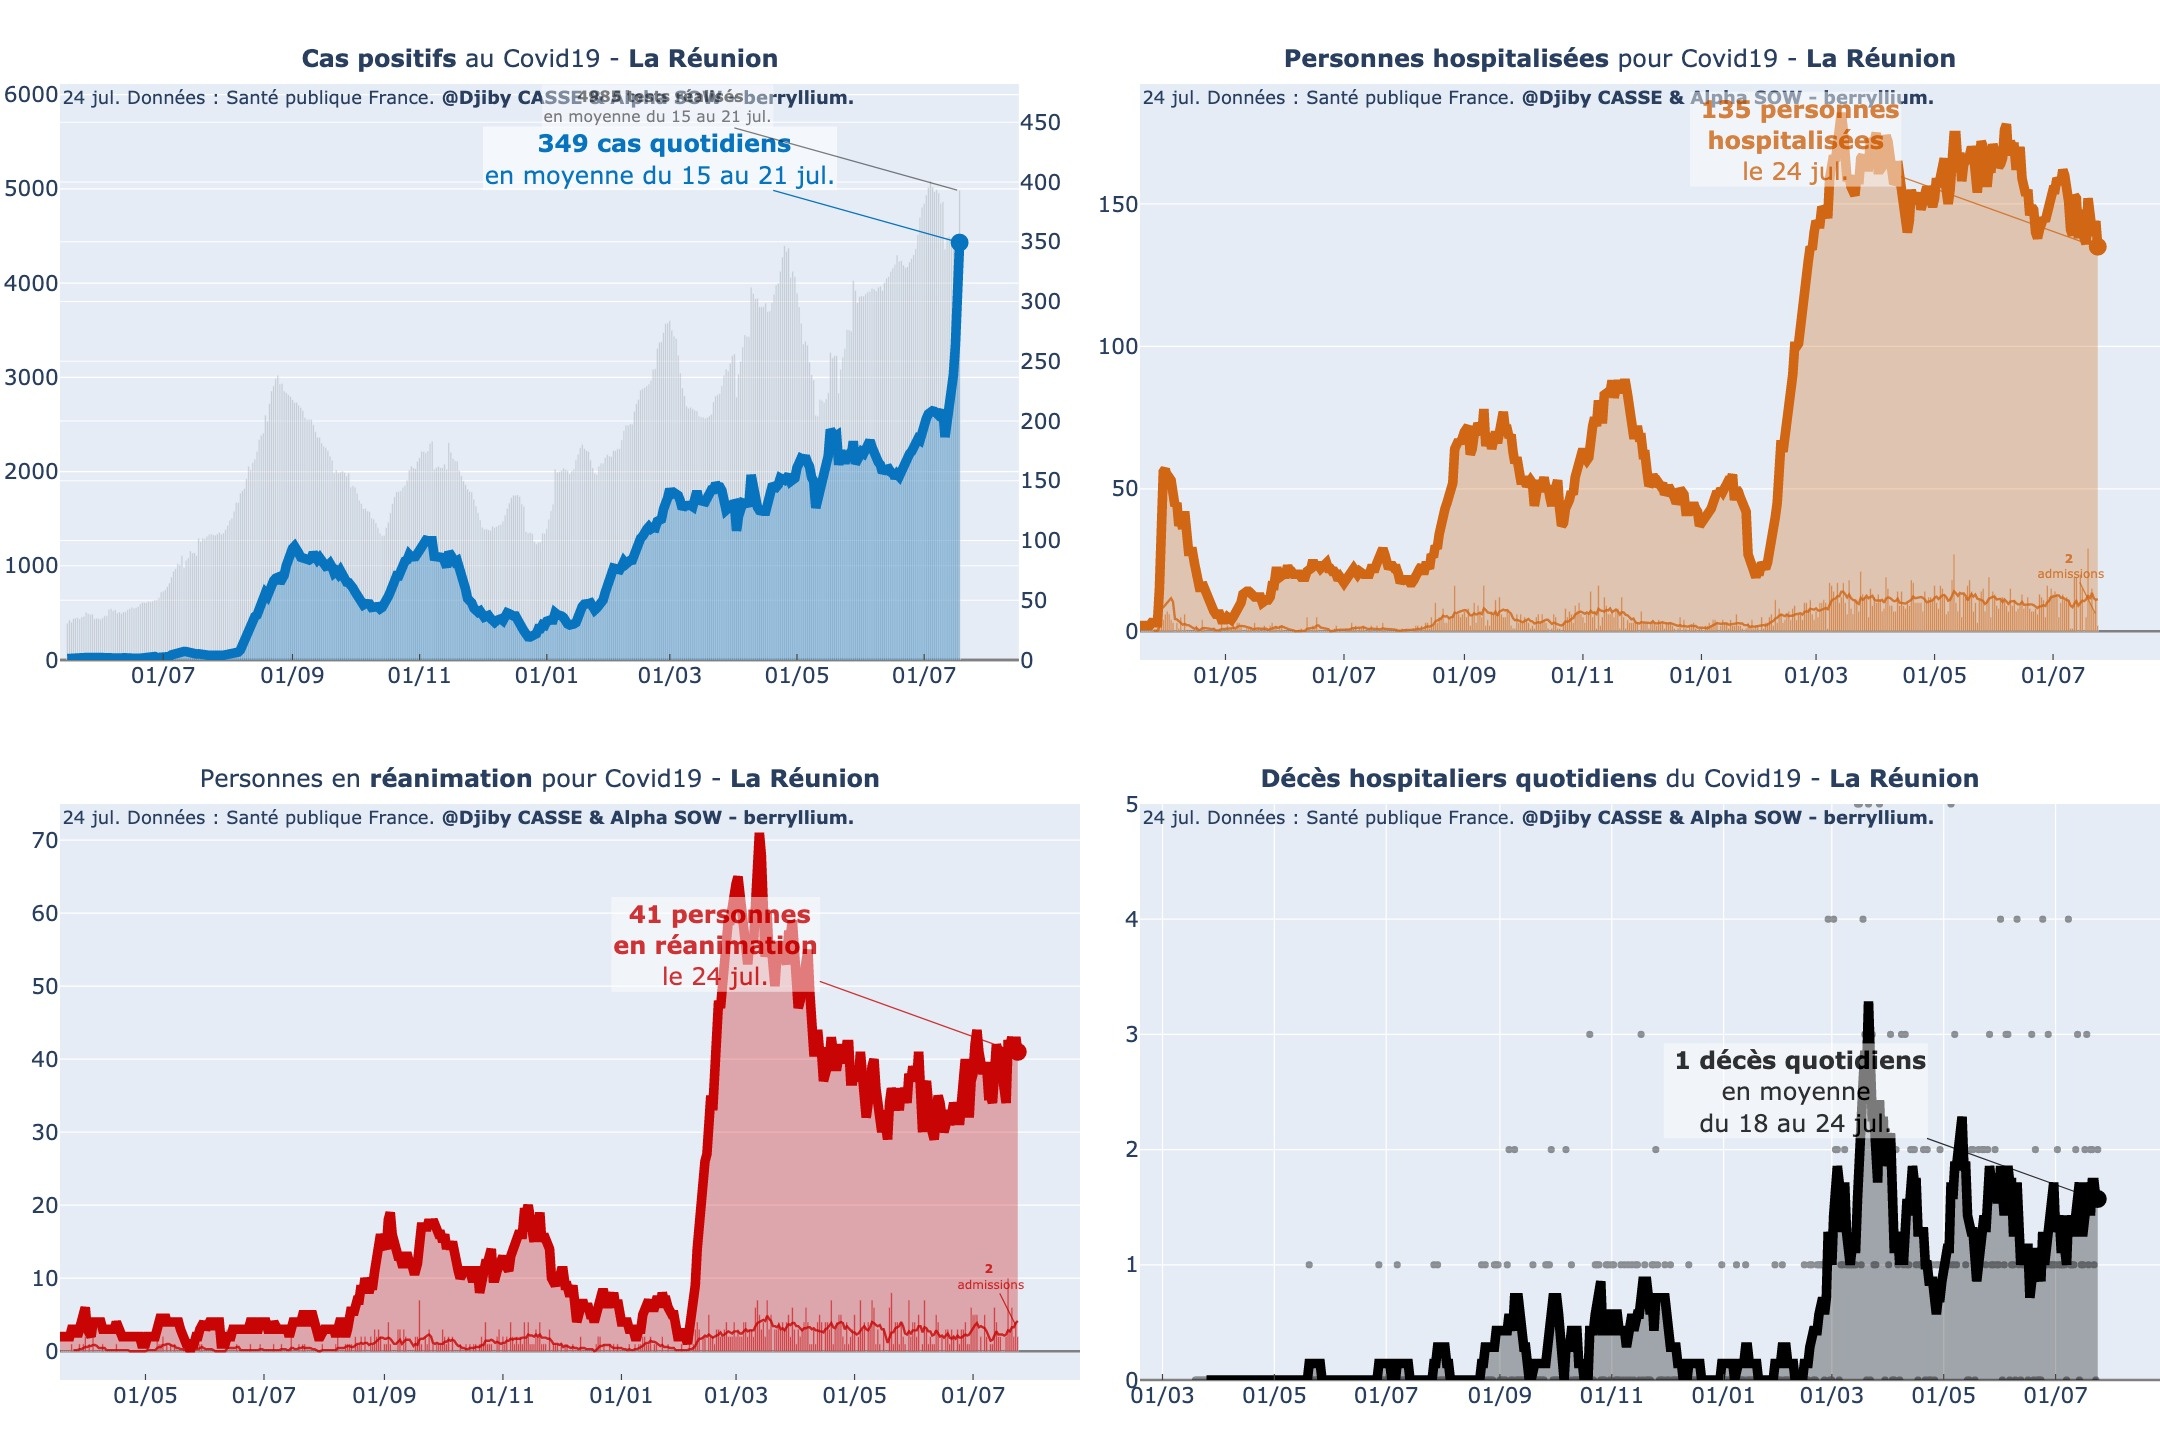 Cas positifs au Covid19 - La Réunion
24 jul. Données : Santé publique France. @Djiby CASSE & Alpha SOW - berryllium.
tests réalisés
en moyenne du 15 au 21 jul.
349 cas quotidiens
en moyenne du 15 au 21 jul.
6000
5000
4000
3000
2000
1000
0
450
400
350
300
250
200
150
100
50
0
01/07 01/09 01/11 01/01 01/03 01/05 01/07
Personnes hospitalisées pour Covid19 - La Réunion
24 jul. Données : Santé publique France. @Djiby CASSE & Alpha SOW - berryllium.
135 personnes
hospitalisées
le 24 jul.
150
100
50
0
2
admissions
01/05 01/07 01/09 01/11 01/01 01/03 01/05 01/07
Personnes en réanimation pour Covid19 - La Réunion
24 jul. Données : Santé publique France. @Djiby CASSE & Alpha SOW - berryllium.
41 personnes
en réanimation
le 24 jul.
70
60
50
40
30
20
10
0
2
admissions
01/05 01/07 01/09 01/11 01/01 01/03 01/05 01/07
Décès hospitaliers quotidiens du Covid19 - La Réunion
24 jul. Données : Santé publique France. @Djiby CASSE & Alpha SOW - berryllium.
1 décès quotidiens
en moyenne
du 18 au 24 jul.
5
4
3
2
1
0
01/03 01/05 01/07 01/09 01/11 01/01 01/03 01/05 01/07